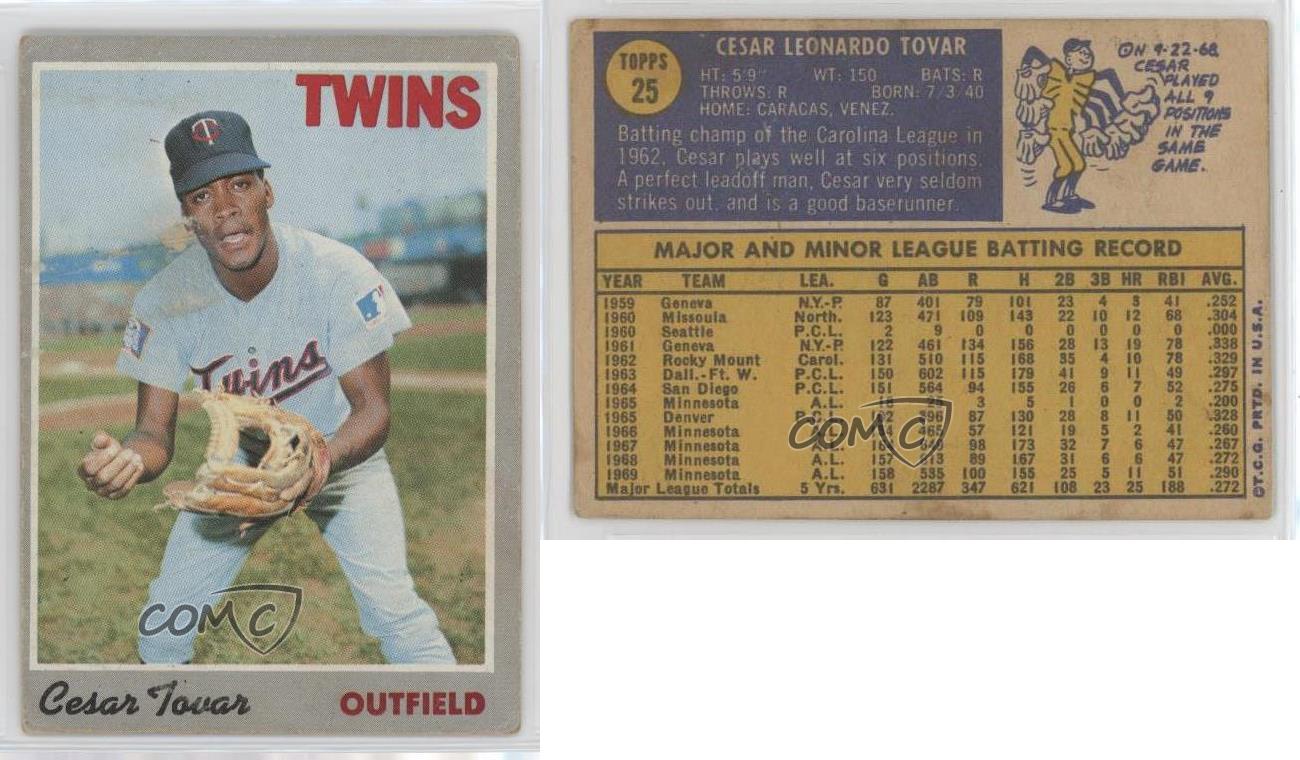 TWINS
Twins
COMC
Cesar Tovar
OUTFIELD
TOPPS
25
CESAR LEONARDO TOVAR
HT: 5'9" WT: 150 BATS: R
THROWS: R BORN: 7/3/40
HOME: CARACAS, VENEZ.
Batting champ of the Carolina League in
1962, Cesar plays well at six positions.
A perfect leadoff man, Cesar very seldom
strikes out, and is a good baserunner.
ON 9-22-68
CESAR
PLAYED
ALL 9
POSITIONS
IN THE
SAME
GAME.
MAJOR AND MINOR LEAGUE BATTING RECORD
YEAR TEAM LEA. G AB R H 2B 3B HR RBI AVG.
1959 Geneva N.Y.-P. 87 401 79 101 23 4 3 41 .252
1960 Missoula North. 123 471 109 143 22 10 12 68 .304
1960 Seattle P.C.L. 2 9 0 0 0 0 0 0 .000
1961 Geneva N.Y.-P. 122 461 134 156 28 13 19 78 .338
1962 Rocky Mount Carol. 131 510 115 168 35 4 10 78 .329
1963 Dall.-Ft. W. P.C.L. 150 602 115 179 41 9 11 49 .297
1964 San Diego P.C.L. 151 564 94 155 26 6 7 52 .275
1965 Minnesota A.L. 18 25 3 5 1 0 0 2 .200
1965 Denver P.C.L. 102 396 87 130 28 8 11 50 .328
1966 Minnesota A.L. 465 57 121 19 5 2 41 .260
1967 Minnesota A.L. 98 173 32 7 6 47 .267
1968 Minnesota A.L. 157 613 89 167 31 6 6 47 .272
1969 Minnesota A.L. 158 535 100 155 25 5 11 51 .290
Major League Totals 5 Yrs. 631 2287 347 621 108 23 25 188 .272
COMC
©T.C.G. PRTD. IN U.S.A.